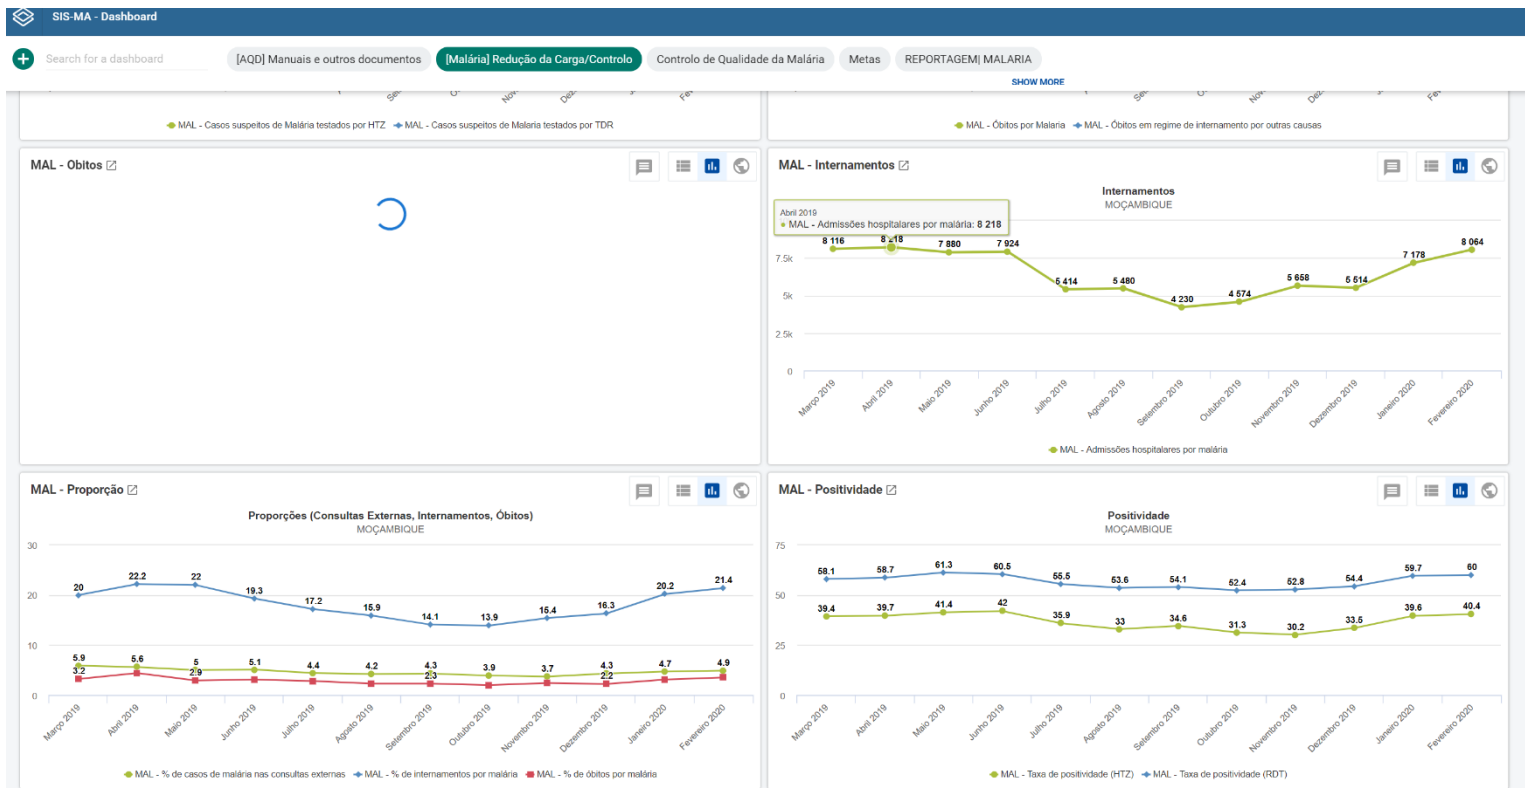 SIS-MA - Dashboard
Search for a dashboard
[AQD] Manuais e outros documentos
[Malária] Redução da Carga/Controlo
Controlo de Qualidade da Malária
Metas
REPORTAGEM| MALARIA
SHOW MORE
MAL - Casos suspeitos de Malária testados por HTZ
MAL - Casos suspeitos de Malaria testados por TDR
MAL - Óbitos por Malaria
MAL - Óbitos em regime de internamento por outras causas
MAL - Obitos
MAL - Internamentos
Internamentos
MOÇAMBIQUE
Abril 2019
MAL - Admissões hospitalares por malária: 8 218
8 116 8 218 7 880 7 924 5 414 5 480 4 230 4 574 5 658 5 514 7 178 8 064
7.5k
5k
2.5k
0
Março 2019 Abril 2019 Maio 2019 Junho 2019 Julho 2019 Agosto 2019 Setembro 2019 Outubro 2019 Novembro 2019 Dezembro 2019 Janeiro 2020 Fevereiro 2020
MAL - Admissões hospitalares por malária
MAL - Proporção
Proporções (Consultas Externas, Internamentos, Óbitos)
MOÇAMBIQUE
30
20
10
0
20 22.2 22 19.3 17.2 15.9 14.1 13.9 15.4 16.3 20.2 21.4
5.9 5.6 5 5.1 4.4 4.2 4.3 3.9 3.7 4.3 4.7 4.9
3.2 2.9 2.3 2.2
Março 2019 Abril 2019 Maio 2019 Junho 2019 Julho 2019 Agosto 2019 Setembro 2019 Outubro 2019 Novembro 2019 Dezembro 2019 Janeiro 2020 Fevereiro 2020
MAL - % de casos de malária nas consultas externas
MAL - % de internamentos por malária
MAL - % de óbitos por malária
MAL - Positividade
Positividade
MOÇAMBIQUE
75
50
25
0
58.1 58.7 61.3 60.5 55.5 53.6 54.1 52.4 52.8 54.4 59.7 60
39.4 39.7 41.4 42 35.9 33 34.6 31.3 30.2 33.5 39.6 40.4
Março 2019 Abril 2019 Maio 2019 Junho 2019 Julho 2019 Agosto 2019 Setembro 2019 Outubro 2019 Novembro 2019 Dezembro 2019 Janeiro 2020 Fevereiro 2020
MAL - Taxa de positividade (HTZ)
MAL - Taxa de positividade (RDT)